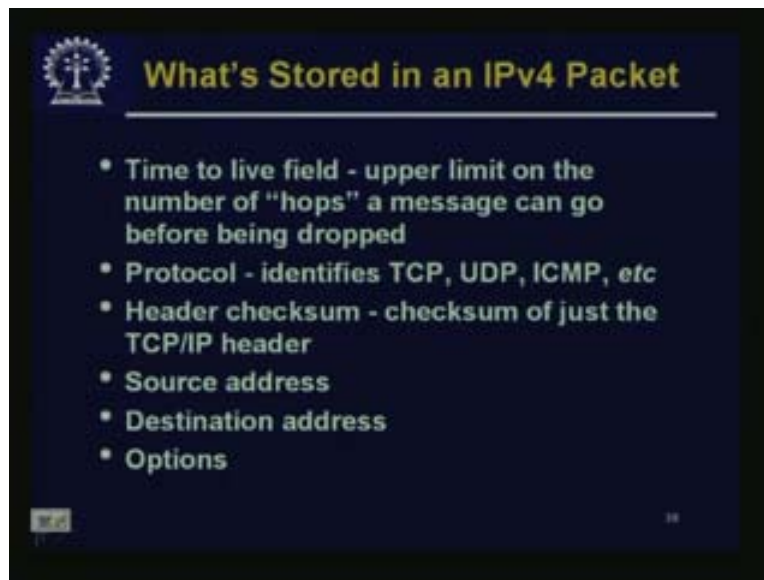 What's Stored in an IPv4 Packet
• Time to live field - upper limit on the
number of "hops" a message can go
before being dropped
• Protocol - identifies TCP, UDP, ICMP, etc
• Header checksum - checksum of just the
TCP/IP header
• Source address
• Destination address
• Options